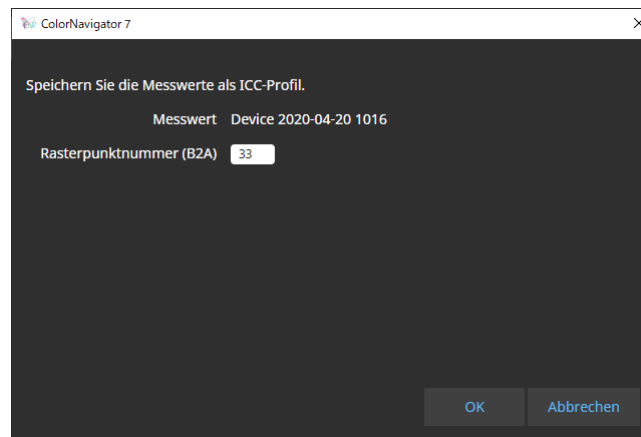 ColorNavigator 7
Speichern Sie die Messwerte als ICC-Profil.
Messwert Device 2020-04-20 1016
Rasterpunktnummer (B2A) 33
OK Abbrechen